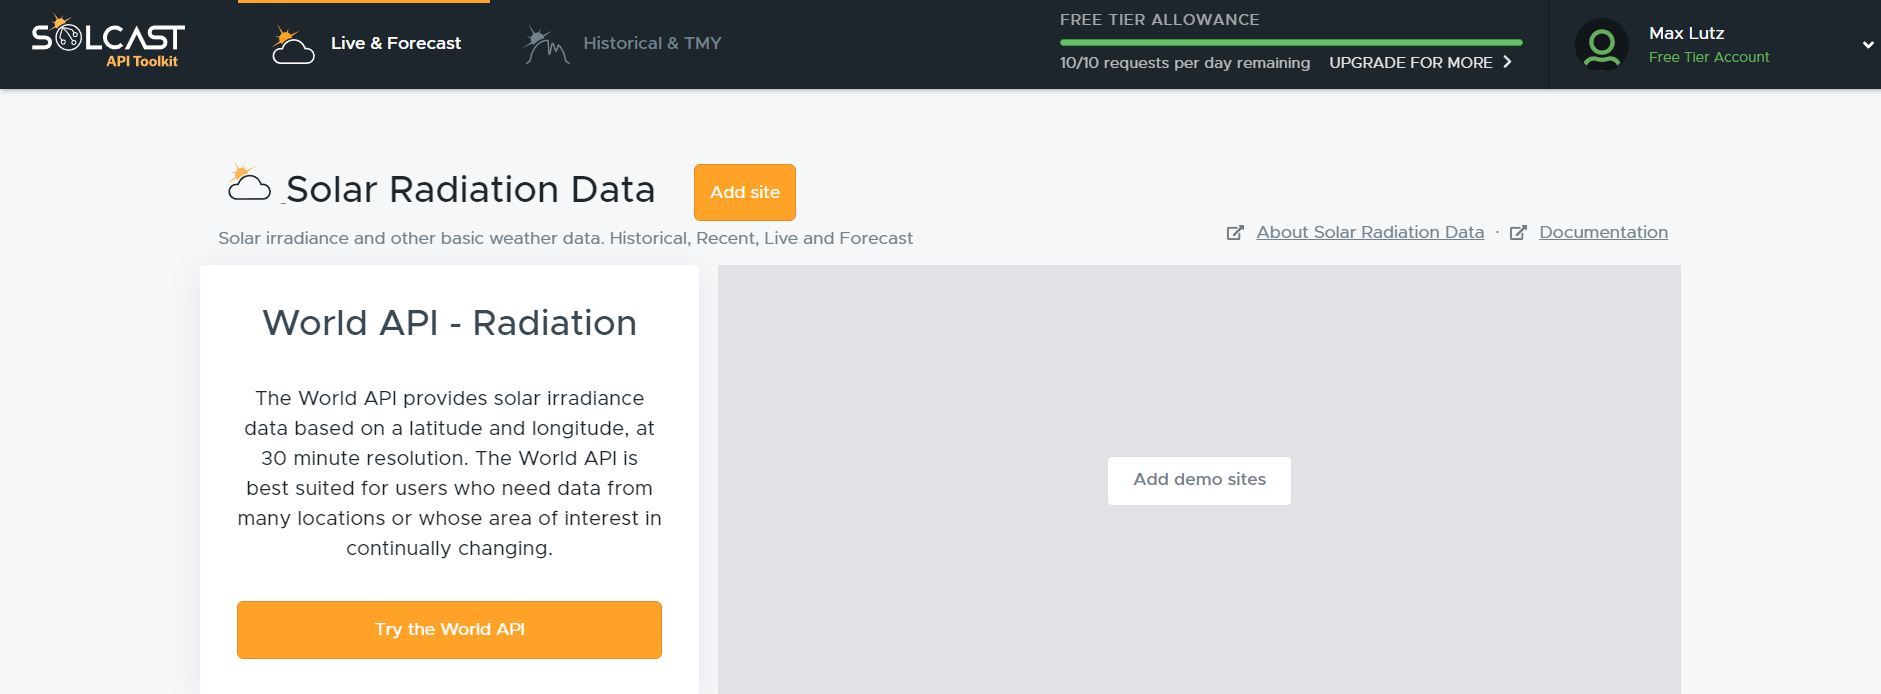 SOLCAST
API Toolkit
Live & Forecast
Historical & TMY
FREE TIER ALLOWANCE
10/10 requests per day remaining
UPGRADE FOR MORE
Max Lutz
Free Tier Account
Solar Radiation Data
Add site
Solar irradiance and other basic weather data. Historical, Recent, Live and Forecast
About Solar Radiation Data · Documentation
World API - Radiation
The World API provides solar irradiance
data based on a latitude and longitude, at
30 minute resolution. The World API is
best suited for users who need data from
many locations or whose area of interest in
continually changing.
Try the World API
Add demo sites